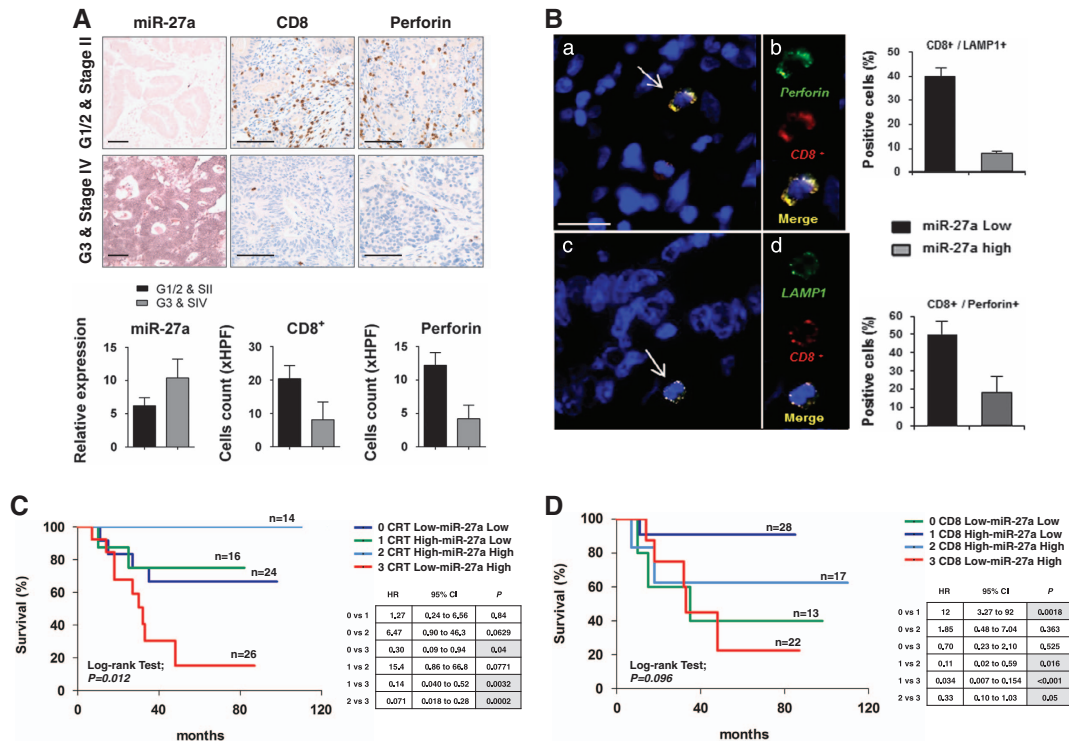 A
miR-27a
CD8
Perforin
G1/2 & Stage II
G3 & Stage IV
G1/2 & SII
G3 & SIV
miR-27a
CD8+
Perforin
Relative expression
15
10
5
0
Cells count (xHPF)
30
20
10
0
Cells count (xHPF)
15
10
5
0
B
a
b
Perforin
CD8 -
Merge
c
d
LAMP1
CD8 -
Merge
CD8+ / LAMP1+
Positive cells (%)
40
30
20
10
0
miR-27a Low
miR-27a high
CD8+ / Perforin+
Positive cells (%)
50
40
30
20
10
0
C
Survival (%)
100
80
60
40
20
0
n=14
n=16
n=24
n=26
Log-rank Test;
P=0.012
0 40 80 120
months
0 CRT Low-miR-27a Low
1 CRT High-miR-27a Low
2 CRT High-miR-27a High
3 CRT Low-miR-27a High
HR 95% CI P
0 vs 1 1,27 0.24 to 6,56 0,84
0 vs 2 6.47 0,90 to 46.3 0.0629
0 vs 3 0.30 0.09 to 0,94 0.04
1 vs 2 15.4 0.86 to 66.8 0.0771
1 vs 3 0.14 0.040 to 0.52 0.0032
2 vs 3 0.071 0.018 to 0.28 0.0002
D
Survival (%)
100
80
60
40
20
0
n=28
n=17
n=13
n=22
Log-rank Test;
P=0.096
0 40 80 120
months
0 CD8 Low-miR-27a Low
1 CD8 High-miR-27a Low
2 CD8 High-miR-27a High
3 CD8 Low-miR-27a High
HR 95% CI P
0 vs 1 12 3.27 to 92 0.0018
0 vs 2 1.85 0.48 to 7.04 0.363
0 vs 3 0.70 0.23 to 2.10 0.525
1 vs 2 0.11 0.02 to 0.59 0.016
1 vs 3 0.034 0.007 to 0.154 <0.001
2 vs 3 0.33 0.10 to 1.03 0.05